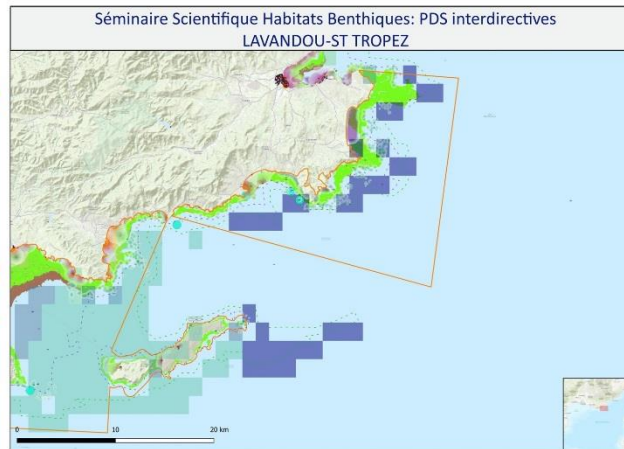 Séminaire Scientifique Habitats Benthiques: PDS interdirectives
LAVANDOU-ST TROPEZ
0
10
20 km